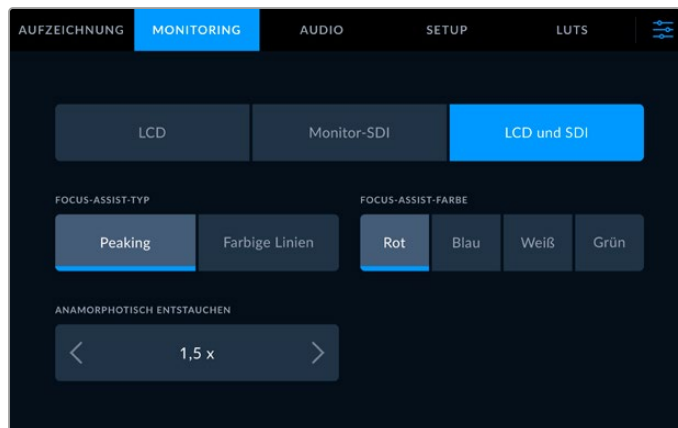 AUFZEICHNUNG MONITORING AUDIO SETUP LUTS
LCD Monitor-SDI LCD und SDI
FOCUS-ASSIST-TYP FOCUS-ASSIST-FARBE
Peaking Farbige Linien Rot Blau Weiß Grün
ANAMORPHOTISCH ENTSTAUCHEN
1,5 x